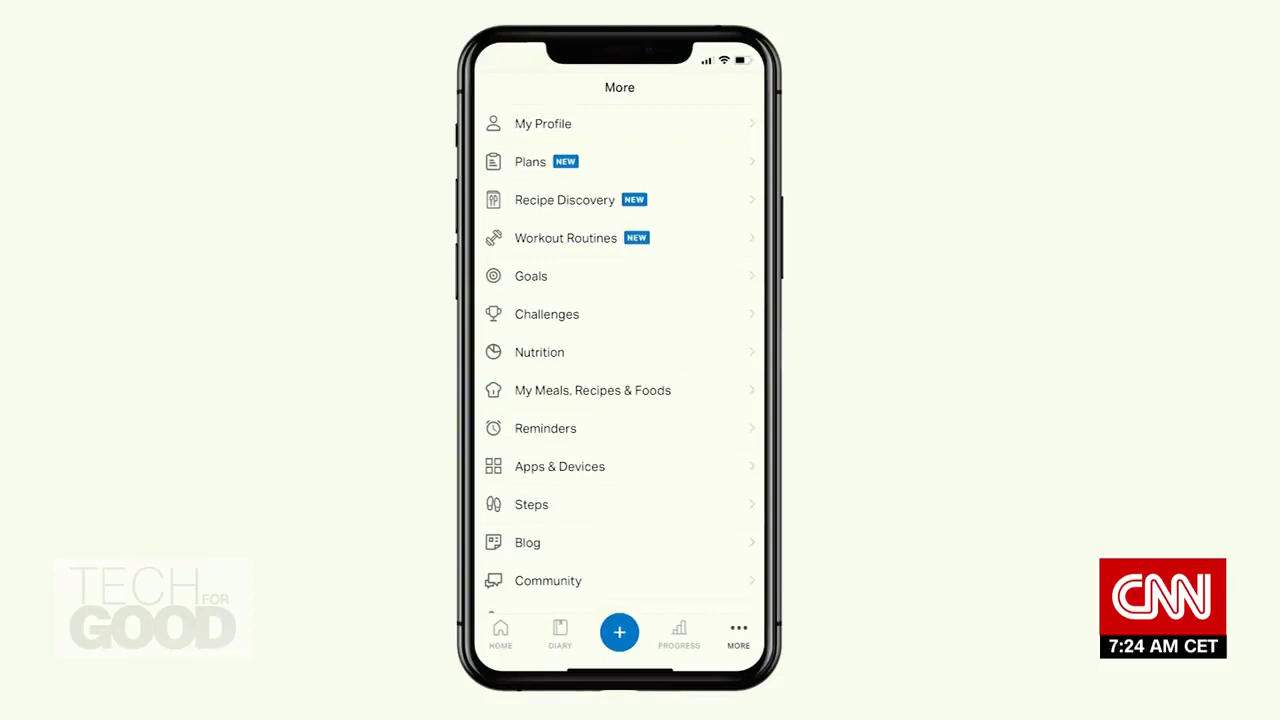 More
My Profile
Plans NEW
Recipe Discovery NEW
Workout Routines NEW
Goals
Challenges
Nutrition
My Meals, Recipes & Foods
Reminders
Apps & Devices
Steps
Blog
Community
HOME DIARY + PROGRESS MORE
TECH FOR
GOOD
CNN
7:24 AM CET